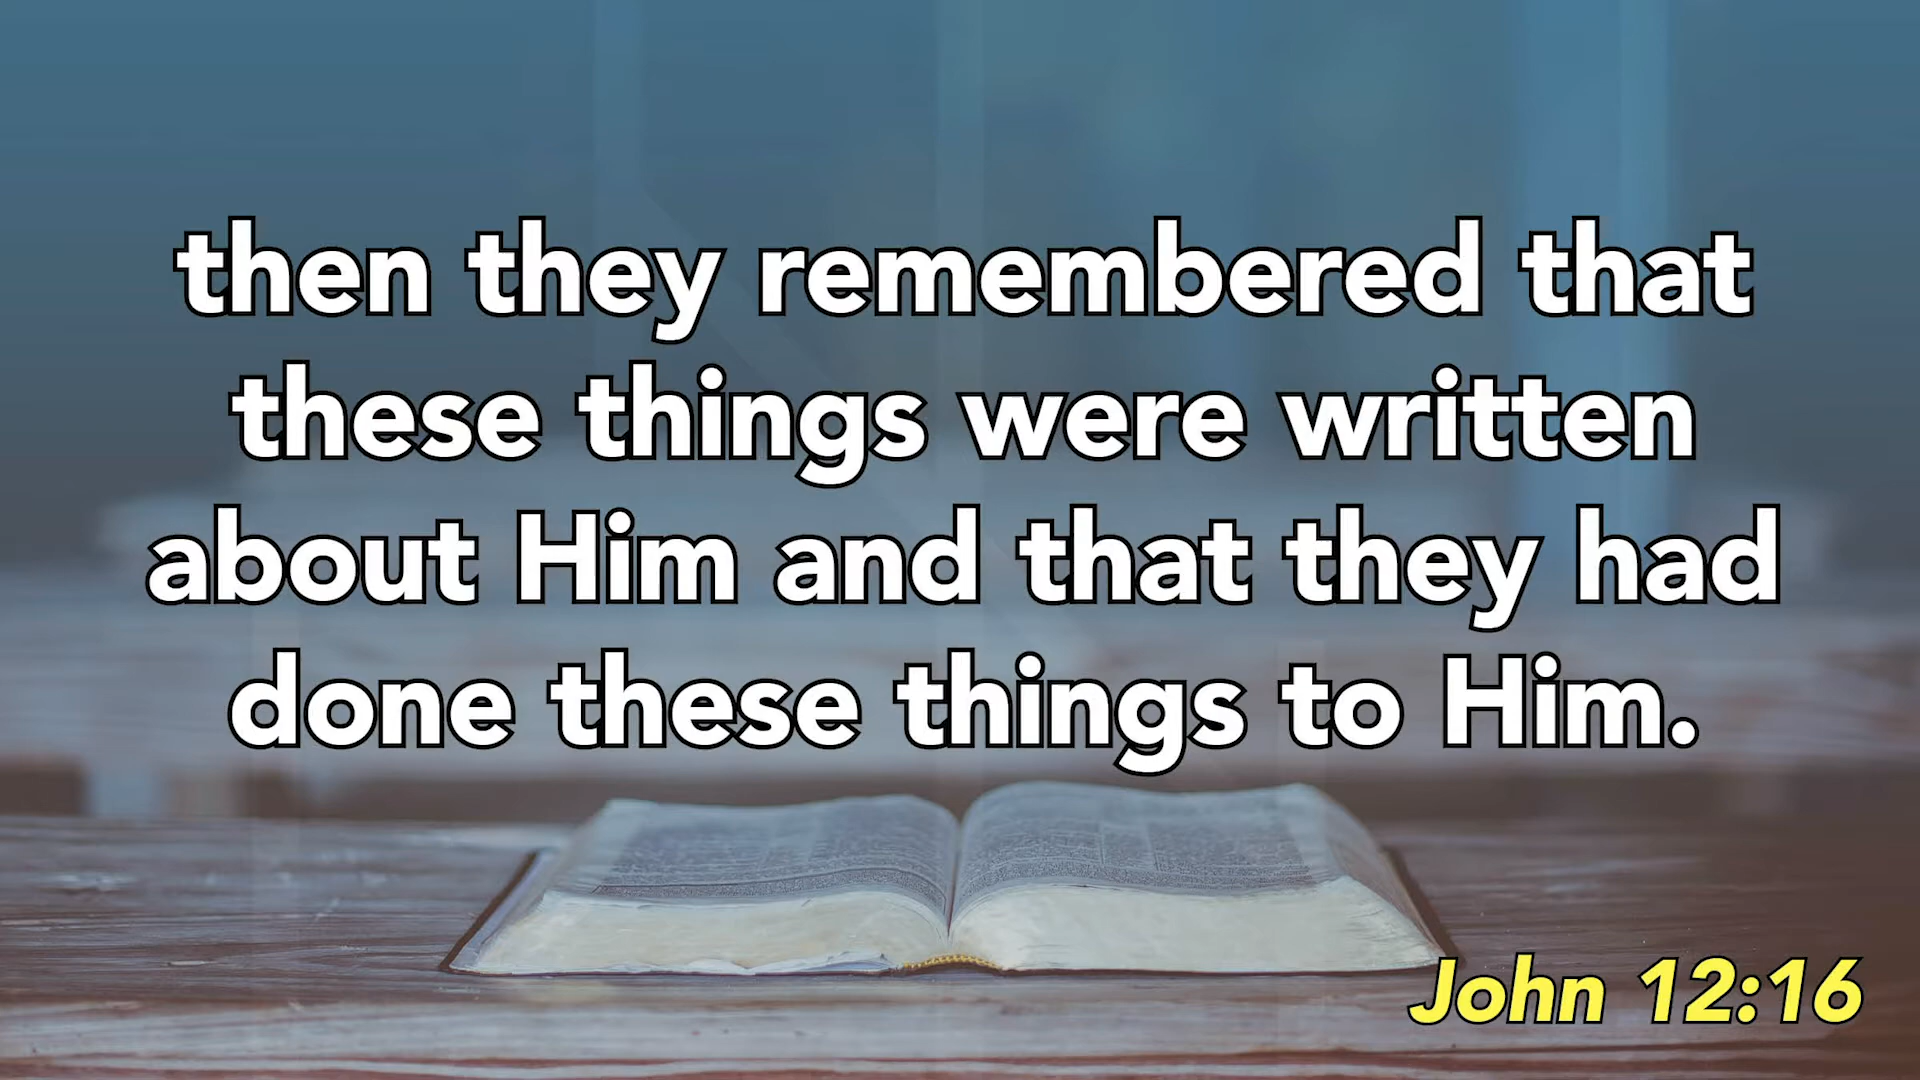 then they remembered that
these things were written
about Him and that they had
done these things to Him.
John 12:16